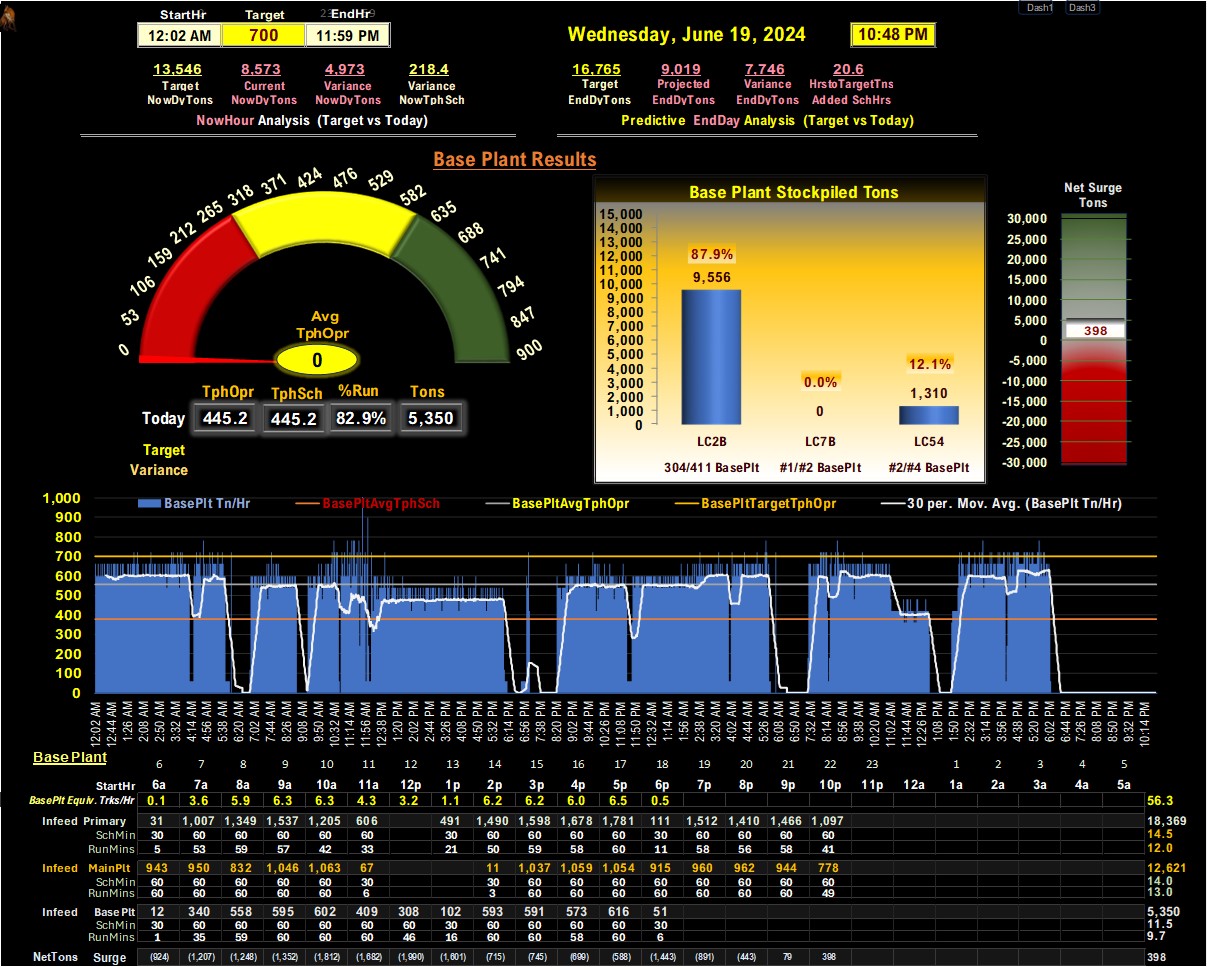 Dash1 Dash3
StartHr Target EndHr
12:02 AM 700 11:59 PM
Wednesday, June 19, 2024 10:48 PM
13,546 8,573 4,973 218.4
Target Current Variance Variance
NowDyTons NowDyTons NowDyTons NowTphSch
NowHour Analysis (Target vs Today)
16,765 9,019 7,746 20.6
Target Projected Variance HrstoTargetTns
EndDyTons EndDyTons EndDyTons Added SchHrs
Predictive EndDay Analysis (Target vs Today)
Base Plant Results
0 53 106 159 212 265 318 371 424 476 529 582 635 688 741 794 847 900
Avg
TphOpr
0
TphOpr TphSch %Run Tons
Today 445.2 445.2 82.9% 5,350
Target
Variance
Base Plant Stockpiled Tons
15,000
14,000
13,000
12,000
11,000
10,000
9,000
8,000
7,000
6,000
5,000
4,000
3,000
2,000
1,000
0
87.9%
9,556
0.0%
0
12.1%
1,310
LC2B LC7B LC54
304/411 BasePlt #1/#2 BasePlt #2/#4 BasePlt
Net Surge
Tons
30,000
25,000
20,000
15,000
10,000
5,000
398
0
-5,000
-10,000
-15,000
-20,000
-25,000
-30,000
BasePlt Tn/Hr BasePltAvgTphSch BasePltAvgTphOpr BasePltTargetTphOpr 30 per. Mov. Avg. (BasePlt Tn/Hr)
1,000
900
800
700
600
500
400
300
200
100
0
12:02 AM 12:44 AM 1:26 AM 2:08 AM 2:50 AM 3:32 AM 4:14 AM 4:56 AM 5:38 AM 6:20 AM 7:02 AM 7:44 AM 8:26 AM 9:08 AM 9:50 AM 10:32 AM 11:14 AM 11:56 AM 12:38 PM 1:20 PM 2:02 PM 2:44 PM 3:26 PM 4:08 PM 4:50 PM 5:32 PM 6:14 PM 6:56 PM 7:38 PM 8:20 PM 9:02 PM 9:44 PM 10:26 PM 11:08 PM 11:50 PM 12:32 AM 1:14 AM 1:56 AM 2:38 AM 3:20 AM 4:02 AM 4:44 AM 5:26 AM 6:08 AM 6:50 AM 7:32 PM 8:14 PM 8:56 PM 9:38 PM 10:20 PM 11:02 PM 11:44 PM 12:26 PM 1:08 PM 1:50 PM 2:32 PM 3:14 PM 3:56 PM 4:38 PM 5:20 PM 6:02 PM 6:44 PM 7:26 PM 8:08 PM 8:50 PM 9:32 PM 10:14 PM
Base Plant 6 7 8 9 10 11 12 13 14 15 16 17 18 19 20 21 22 23 1 2 3 4 5
StartHr 6a 7a 8a 9a 10a 11a 12p 1p 2p 3p 4p 5p 6p 7p 8p 9p 10p 11p 12a 1a 2a 3a 4a 5a
BasePlt Equiv. Trks/Hr 0.1 3.6 5.9 6.3 6.3 4.3 3.2 1.1 6.2 6.2 6.0 6.5 0.5 56.3
Infeed Primary 31 1,007 1,349 1,537 1,205 606 491 1,490 1,598 1,678 1,781 111 1,512 1,410 1,466 1,097 18,369
SchMin 30 60 60 60 60 60 30 60 60 60 60 30 60 60 60 60 14.5
RunMins 5 53 59 57 42 33 21 50 59 58 60 11 58 56 58 41 12.0
Infeed MainPlt 943 950 832 1,046 1,063 67 11 1,037 1,059 1,054 915 960 962 944 778 12,621
SchMin 60 60 60 60 60 30 30 60 60 60 60 60 60 60 60 14.0
RunMins 60 60 60 60 60 6 3 60 60 60 60 60 60 60 49 13.0
Infeed Base Plt 12 340 558 595 602 409 308 102 593 591 573 616 51 5,350
SchMin 30 60 60 60 60 60 60 30 60 60 60 60 30 11.5
RunMins 1 35 59 60 60 60 46 16 60 60 58 60 6 9.7
NetTons Surge (924) (1,207) (1,248) (1,352) (1,812) (1,682) (1,990) (1,601) (715) (745) (699) (588) (1,443) (891) (443) 79 398 398